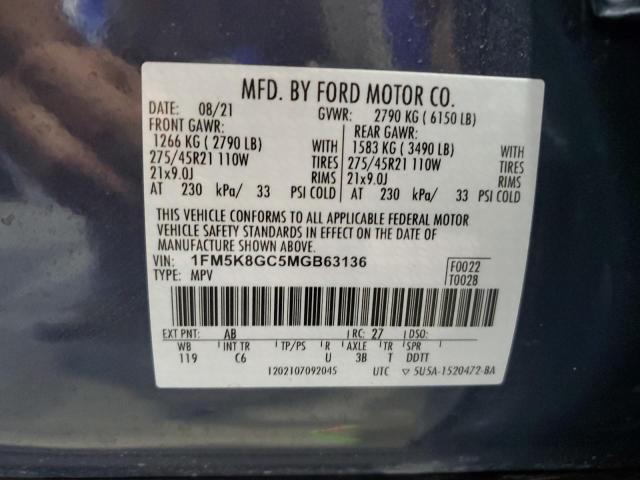 MFD. BY FORD MOTOR CO.
DATE: 08/21 GVWR: 2790 KG ( 6150 LB)
FRONT GAWR: REAR GAWR:
1266 KG ( 2790 LB) WITH 1583 KG ( 3490 LB) WITH
275/45R21 110W TIRES 275/45R21 110W TIRES
21x9.0J RIMS 21x9.0J RIMS
AT 230 kPa/ 33 PSI COLD AT 230 kPa/ 33 PSI COLD
THIS VEHICLE CONFORMS TO ALL APPLICABLE FEDERAL MOTOR
VEHICLE SAFETY STANDARDS IN EFFECT ON THE DATE OF
MANUFACTURE SHOWN ABOVE.
VIN: 1FM5K8GC5MGB63136 F0022
TYPE: MPV T0028
EXT PNT: AB RC: 27 DSO:
WB INT TR TP/PS R AXLE TR SPR
119 C6 U 3B T DDTT
1202107092045 UTC 5U5A-1520472-BA